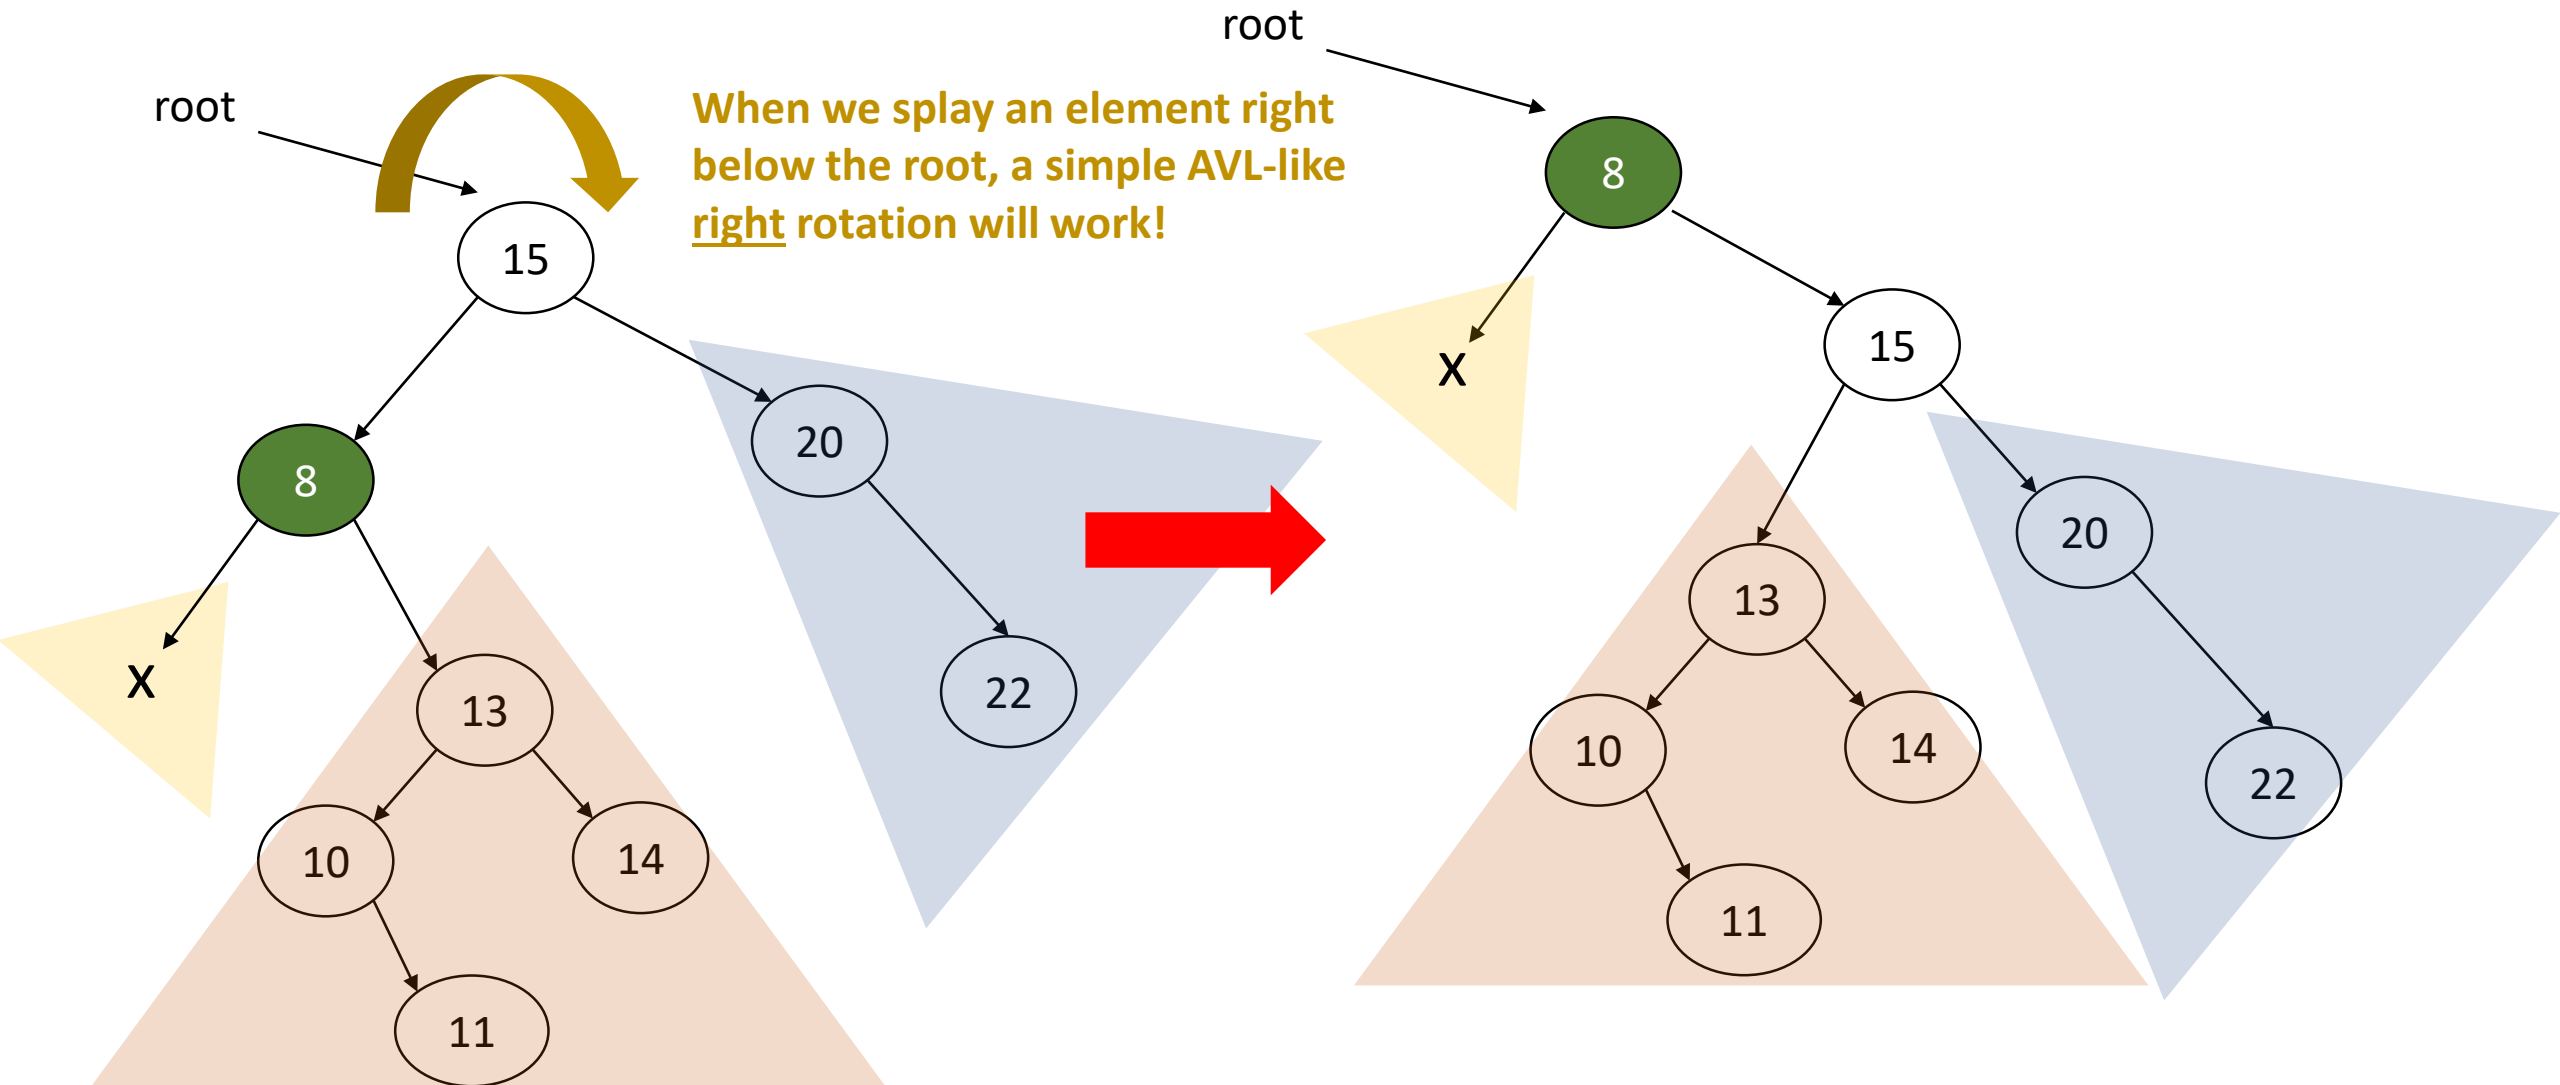 root
root
When we splay an element right
below the root, a simple AVL-like
right rotation will work!
15
8
20
X
13
22
10
14
11
8
X
15
13
20
10
14
22
11